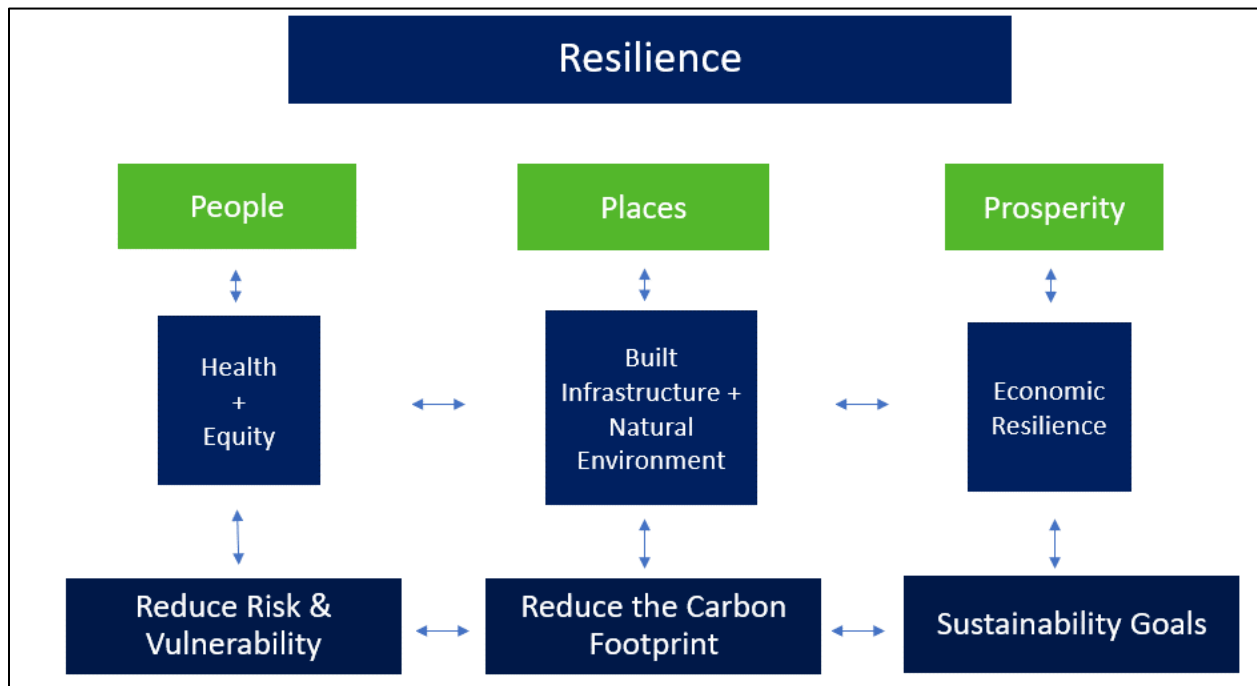 Resilience
People
Places
Prosperity
Health
+
Equity
Built
Infrastructure +
Natural
Environment
Economic
Resilience
Reduce Risk &
Vulnerability
Reduce the Carbon
Footprint
Sustainability Goals